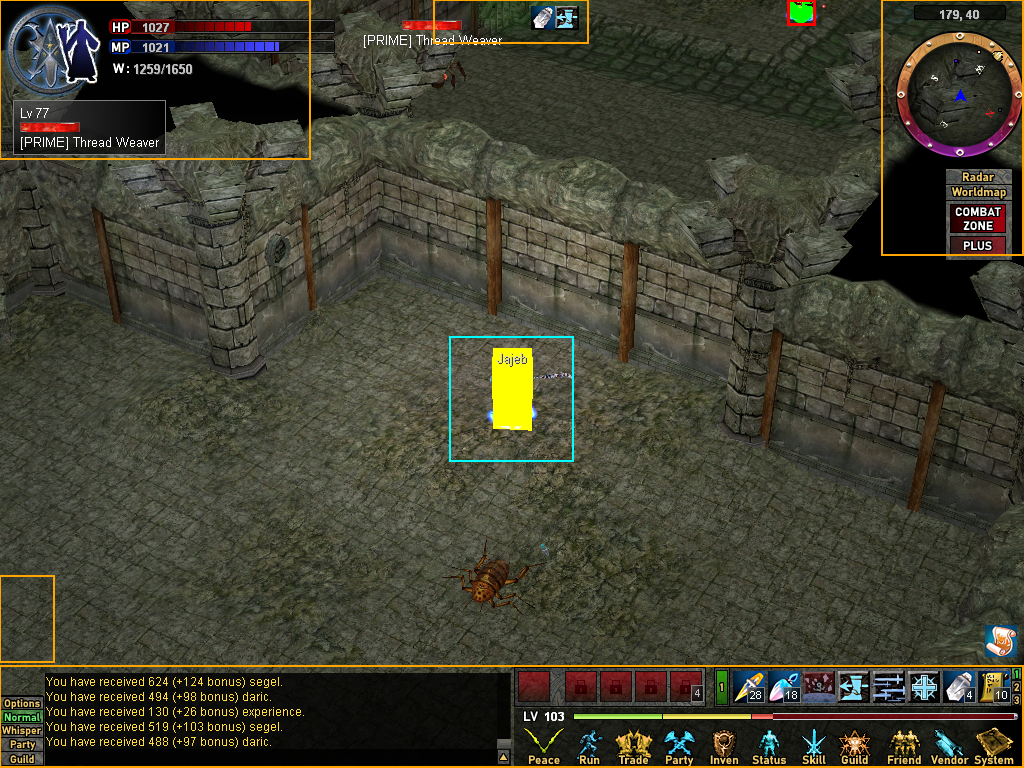 HP 1027
MP 1021
W: 1259/1650
Lv 77
[PRIME] Thread Weaver
[PRIME] Thread Weaver
179, 40
Radar
Worldmap
COMBAT
ZONE
PLUS
Jajeb
You have received 624 (+124 bonus) segel.
You have received 494 (+98 bonus) daric.
You have received 130 (+26 bonus) experience.
You have received 519 (+103 bonus) segel.
You have received 488 (+97 bonus) daric.
Options
Normal
Whisper
Party
Guild
4
1
28
18
4
10
1
2
3
LV 103
Peace Run Trade Party Inven Status Skill Guild Friend Vendor System